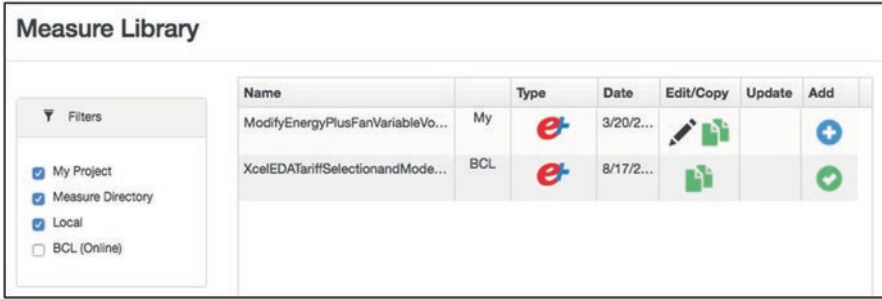 Measure Library
Filters
My Project
Measure Directory
Local
BCL (Online)
Name Type Date Edit/Copy Update Add
ModifyEnergyPlusFanVariableVo... My e+ 3/20/2...
XcelEDATariffSelectionandMode... BCL e+ 8/17/2...